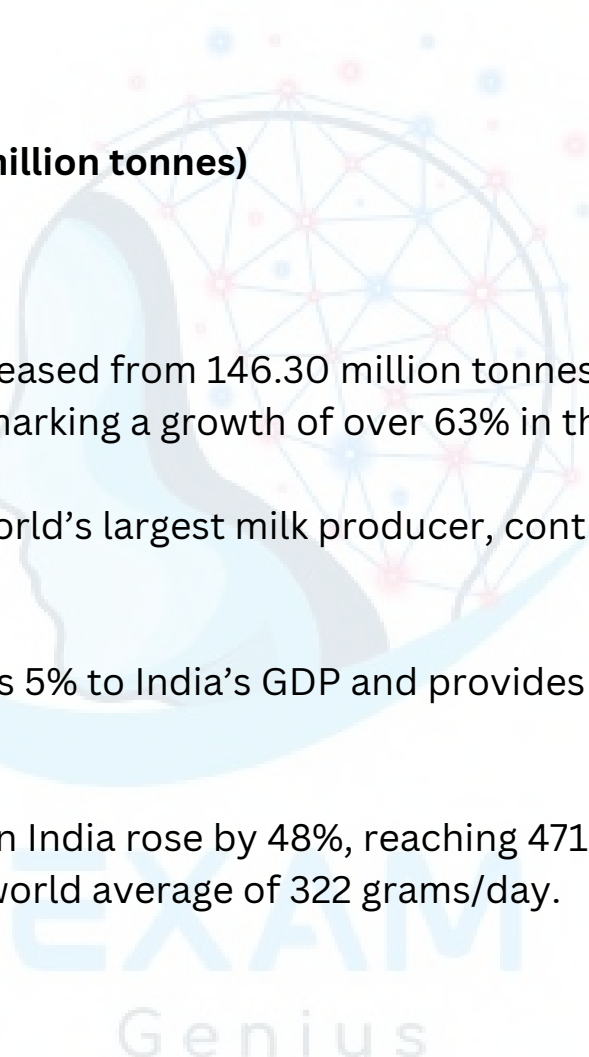 illion tonnes)
eased from 146.30 million tonnes
arking a growth of over 63% in th
orld’s largest milk producer, cont
s 5% to India’s GDP and provides
n India rose by 48%, reaching 471
world average of 322 grams/day.
EXAM
Genius